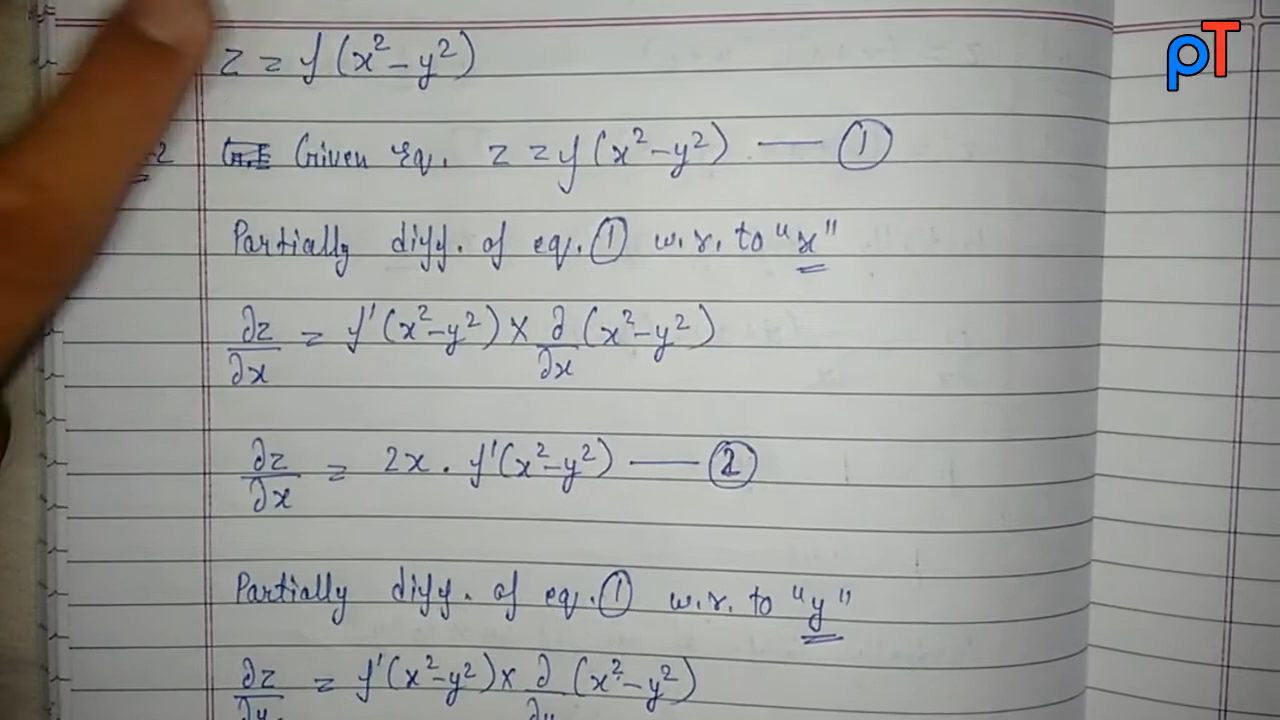 pT
z = f(x²-y²)
2 Given eq. z = f(x²-y²) — ①
Partially diff. of eq. ① w.r. to "x"
∂z/∂x = f'(x²-y²) × ∂/∂x (x²-y²)
∂z/∂x = 2x . f'(x²-y²) — ②
Partially diff. of eq. ① w.r. to "y"
∂z/∂y = f'(x²-y²) × ∂/∂y (x²-y²)